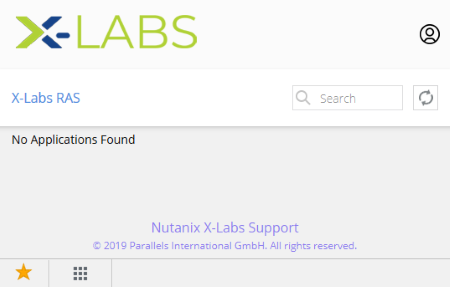 X-LABS
X-Labs RAS
Search
No Applications Found
Nutanix X-Labs Support
© 2019 Parallels International GmbH. All rights reserved.